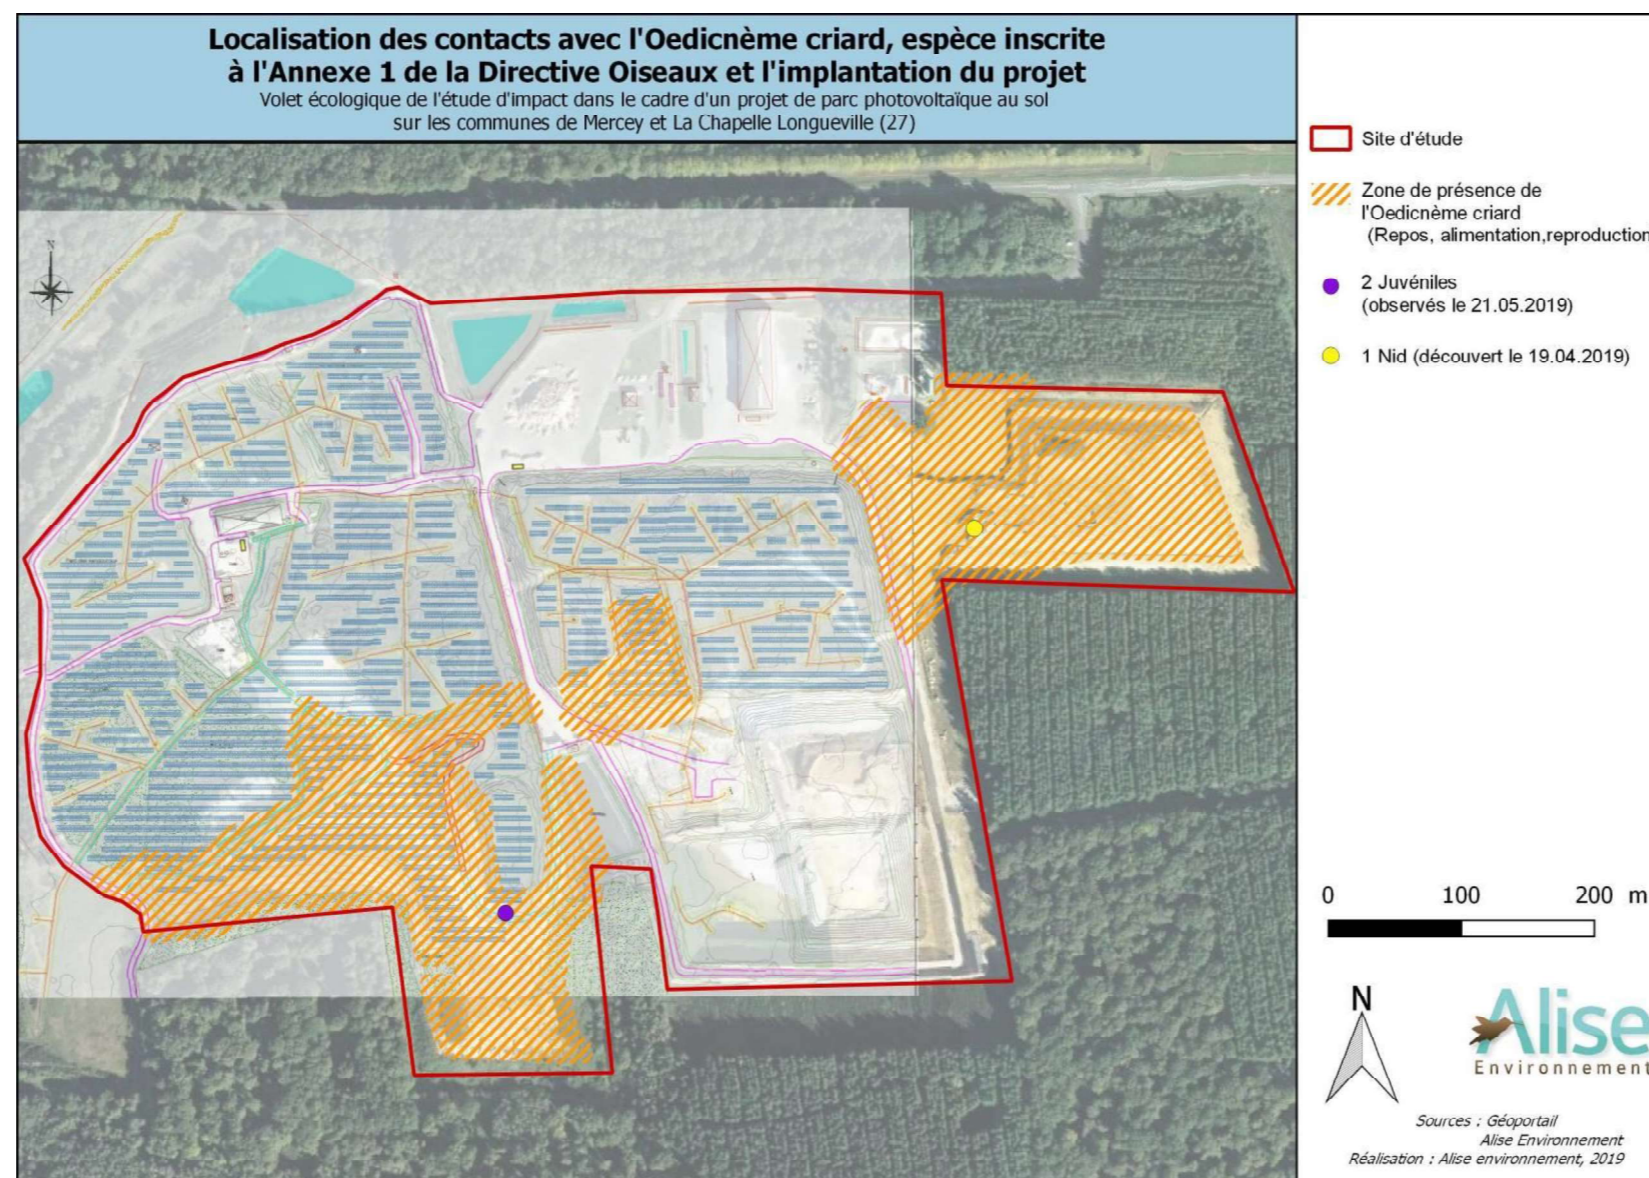 Localisation des contacts avec l'Oedicnème criard, espèce inscrite
à l'Annexe 1 de la Directive Oiseaux et l'implantation du projet
Volet écologique de l'étude d'impact dans le cadre d'un projet de parc photovoltaïque au sol
sur les communes de Mercey et La Chapelle Longueville (27)
N
Site d'étude
Zone de présence de
l'Oedicnème criard
(Repos, alimentation,reproduction
2 Juvéniles
(observés le 21.05.2019)
1 Nid (découvert le 19.04.2019)
0 100 200 m
N
Alise
Environnement
Sources : Géoportail
Alise Environnement
Réalisation : Alise environnement, 2019